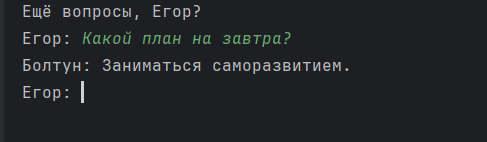 Ещё вопросы, Егор?
Егор: Какой план на завтра?
Болтун: Заниматься саморазвитием.
Егор: